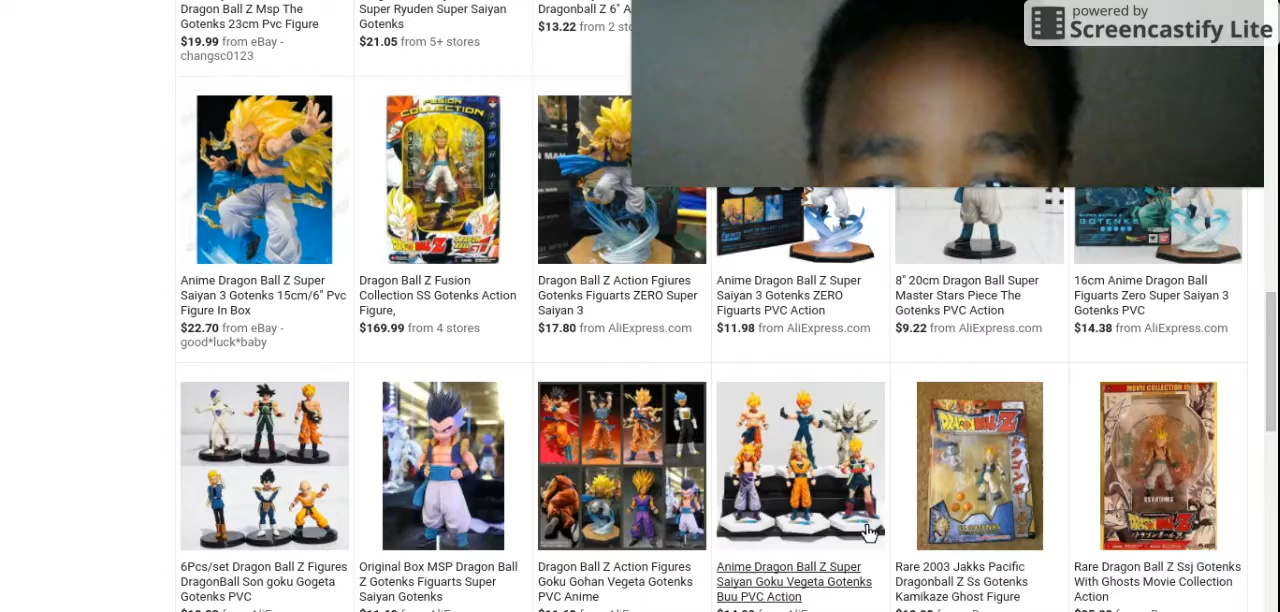 powered by
Screencastify Lite
Dragon Ball Z Msp The
Gotenks 23cm Pvc Figure
$19.99 from eBay -
changsc0123
Super Ryuden Super Saiyan
Gotenks
$21.05 from 5+ stores
Dragonball Z 6"
$13.22 from 2
FUSION
COLLECTION
Anime Dragon Ball Z Super
Saiyan 3 Gotenks 15cm/6" Pvc
Figure In Box
$22.70 from eBay -
good*luck*baby
Dragon Ball Z Fusion
Collection SS Gotenks Action
Figure,
$169.99 from 4 stores
Dragon Ball Z Action Fgiures
Gotenks Figuarts ZERO Super
Saiyan 3
$17.80 from AliExpress.com
Anime Dragon Ball Z Super
Saiyan 3 Gotenks ZERO
Figuarts PVC Action
$11.98 from AliExpress.com
8" 20cm Dragon Ball Super
Master Stars Piece The
Gotenks PVC Action
$9.22 from AliExpress.com
GOTENKS
16cm Anime Dragon Ball
Figuarts Zero Super Saiyan 3
Gotenks PVC
$14.38 from AliExpress.com
6Pcs/set Dragon Ball Z Figures
DragonBall Son goku Gogeta
Gotenks PVC
Original Box MSP Dragon Ball
Z Gotenks Figuarts Super
Saiyan Gotenks
Dragon Ball Z Action Figures
Goku Gohan Vegeta Gotenks
PVC Anime
Anime Dragon Ball Z Super
Saiyan Goku Vegeta Gotenks
Buu PVC Action
Rare 2003 Jakks Pacific
Dragonball Z Ss Gotenks
Kamikaze Ghost Figure
MOVIE COLLECTION
Rare Dragon Ball Z Ssj Gotenks
With Ghosts Movie Collection
Action